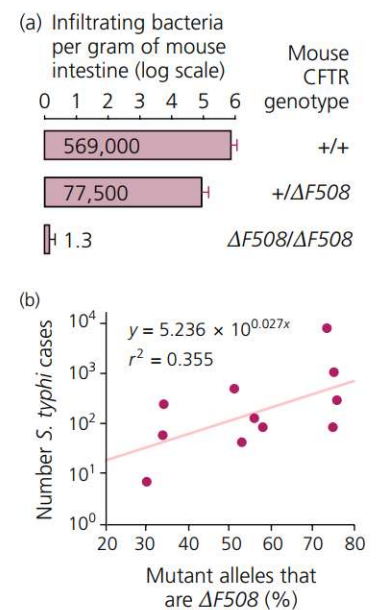 (a) Infiltrating bacteria
per gram of mouse
intestine (log scale)
Mouse
CFTR
genotype
0 1 2 3 4 5 6
569,000 +/+
77,500 +/ΔF508
1.3 ΔF508/ΔF508
(b)
y = 5.236 × 10^0.027x
r² = 0.355
Number S. typhi cases
10⁴
10³
10²
10¹
10⁰
20 30 40 50 60 70 80
Mutant alleles that
are ΔF508 (%)